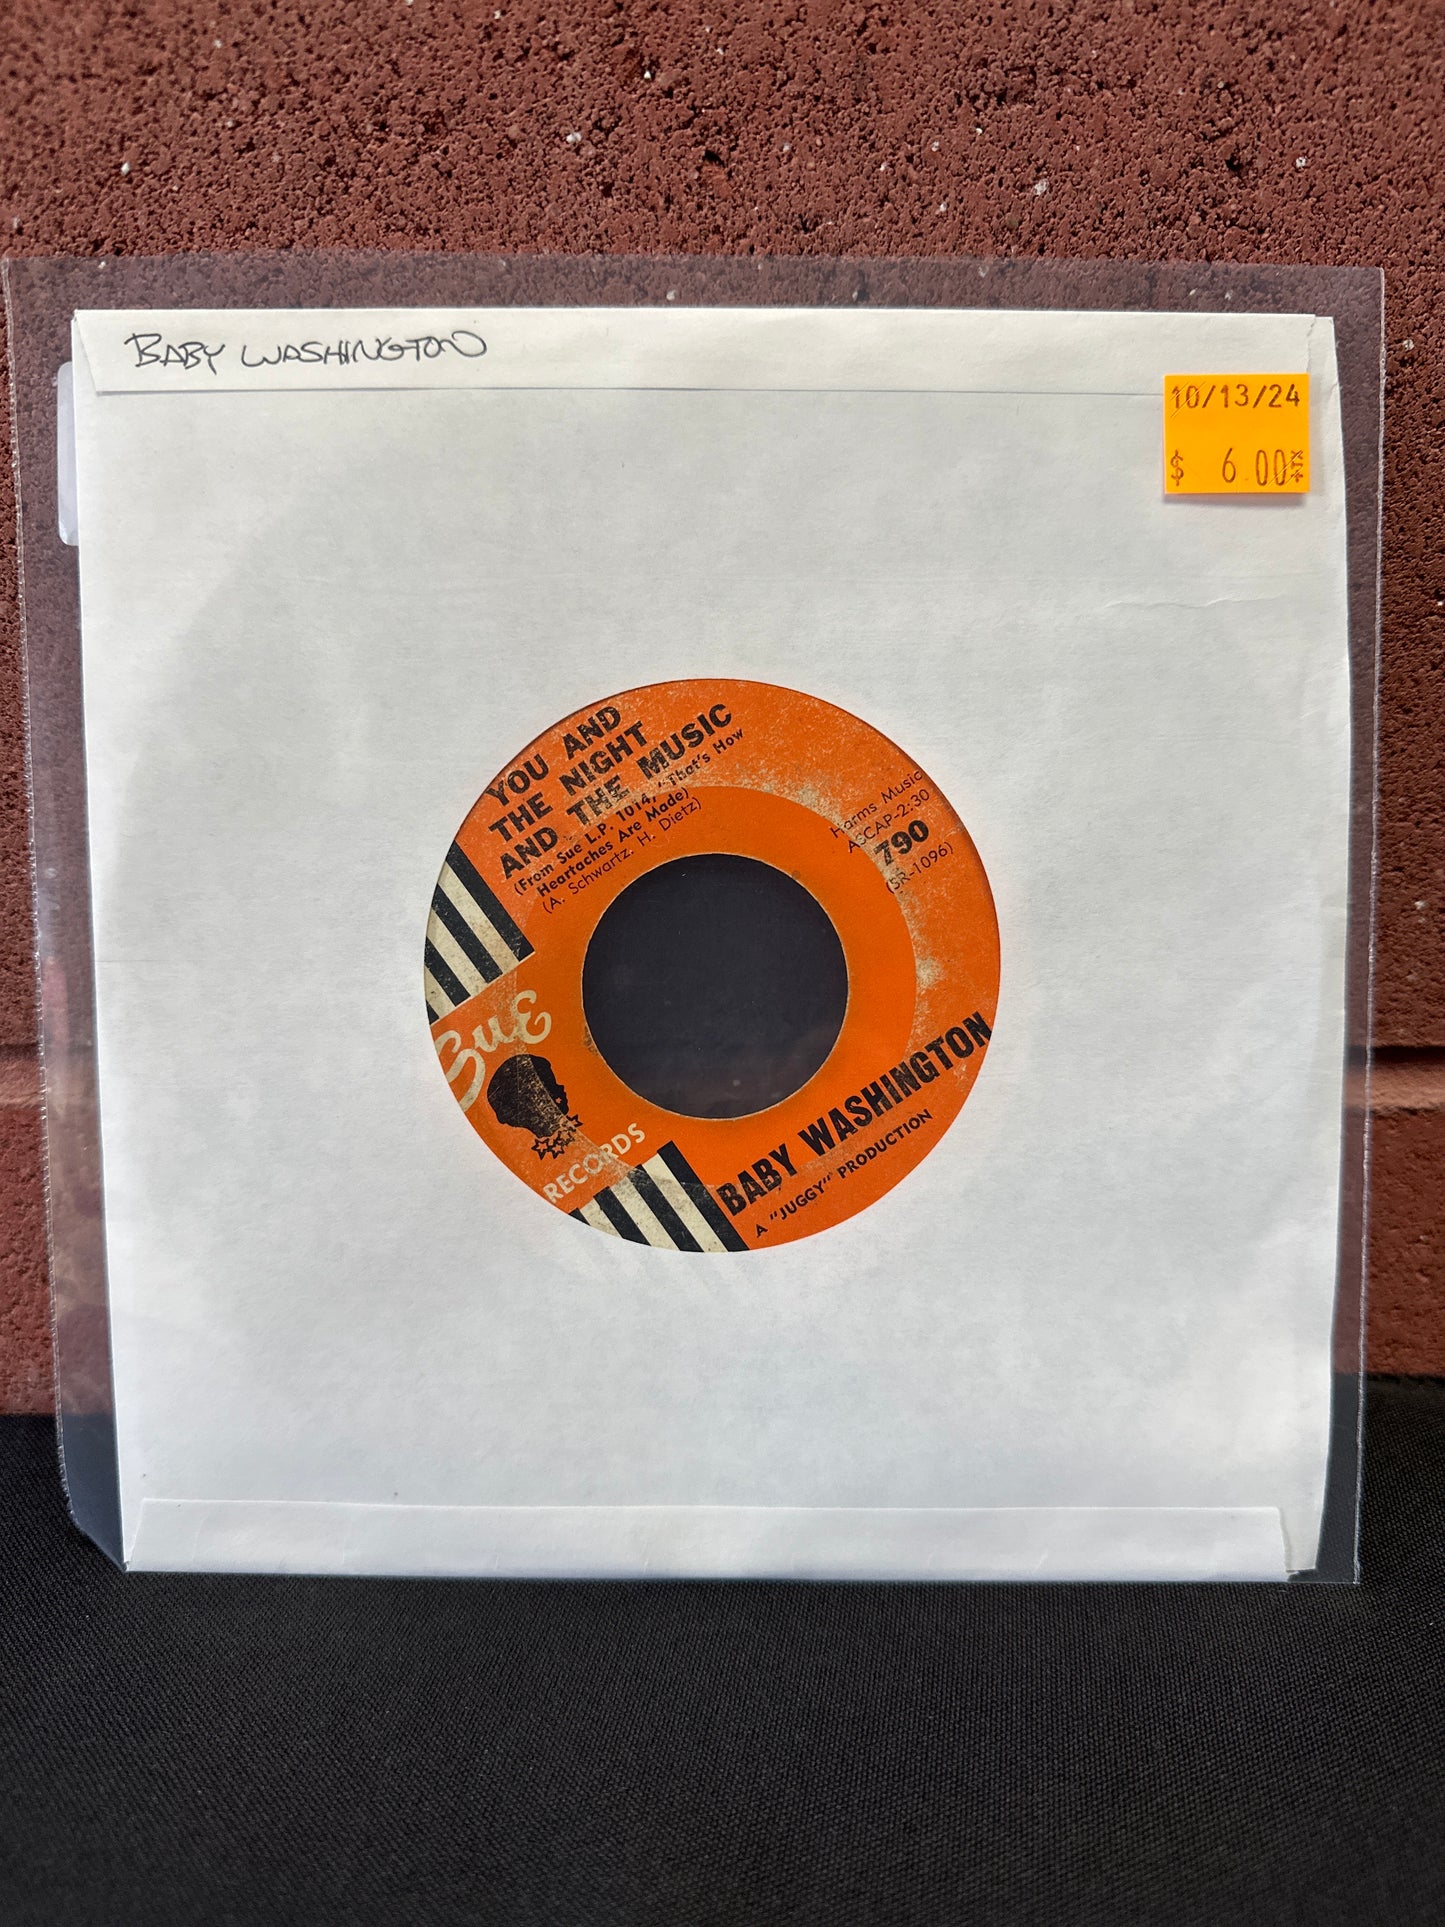 BABY WASHINGTON
10/13/24
$ 6.00 +TX
YOU AND
THE NIGHT
AND THE MUSIC
(From Sue L.P. 1014, "That's How
Heartaches Are Made)
(A. Schwartz. H. Dietz)
Harms Music
ASCAP-2:30
790
(SR-1096)
Sue
RECORDS
BABY WASHINGTON
A "JUGGY" PRODUCTION